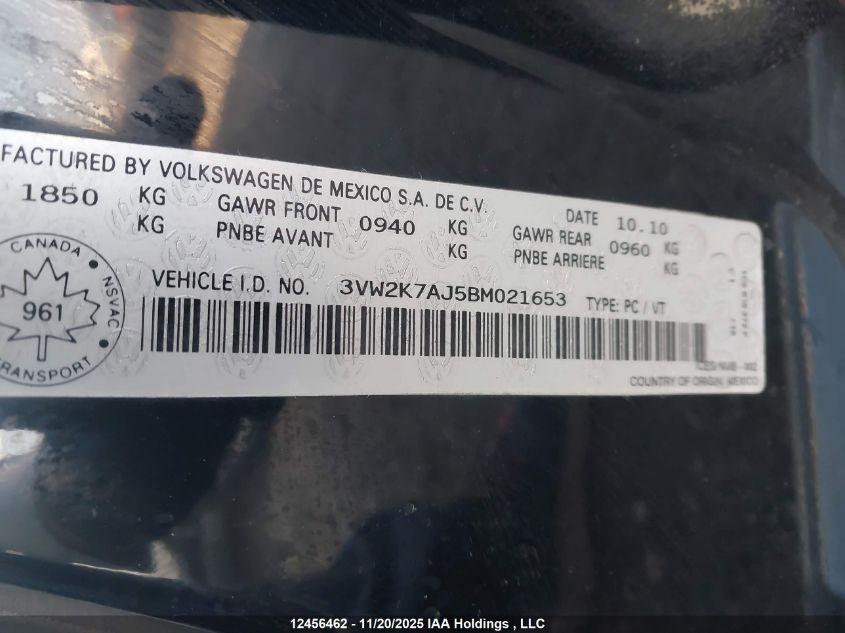 FACTURED BY VOLKSWAGEN DE MEXICO S.A. DE C.V.
1850 KG GAWR FRONT 0940 KG DATE 10.10
KG PNBE AVANT KG GAWR REAR 0960 KG
PNBE ARRIERE KG
CANADA NSVAC
961
TRANSPORT
VEHICLE I.D. NO. 3VW2K7AJ5BM021653 TYPE: PC / VT
COUNTRY OF ORIGIN, MEXICO
12456462 - 11/20/2025 IAA Holdings , LLC